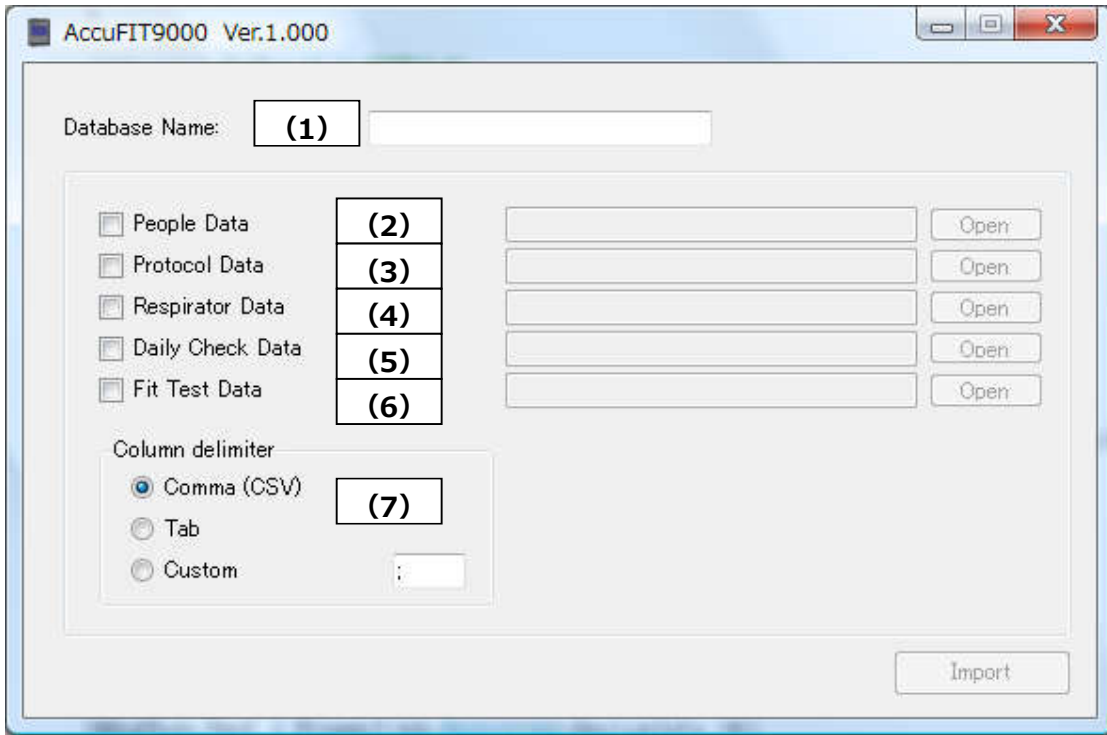 AccuFIT9000 Ver.1.000
Database Name: (1)
People Data (2) Open
Protocol Data (3) Open
Respirator Data (4) Open
Daily Check Data (5) Open
Fit Test Data (6) Open
Column delimiter
Comma (CSV) (7)
Tab
Custom ;
Import